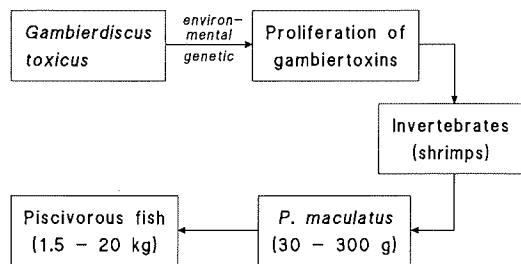 Gambierdiscus
toxicus
environ-
mental
genetic
Proliferation of
gambiertoxins
Invertebrates
(shrimps)
P. maculatus
(30 – 300 g)
Piscivorous fish
(1.5 – 20 kg)